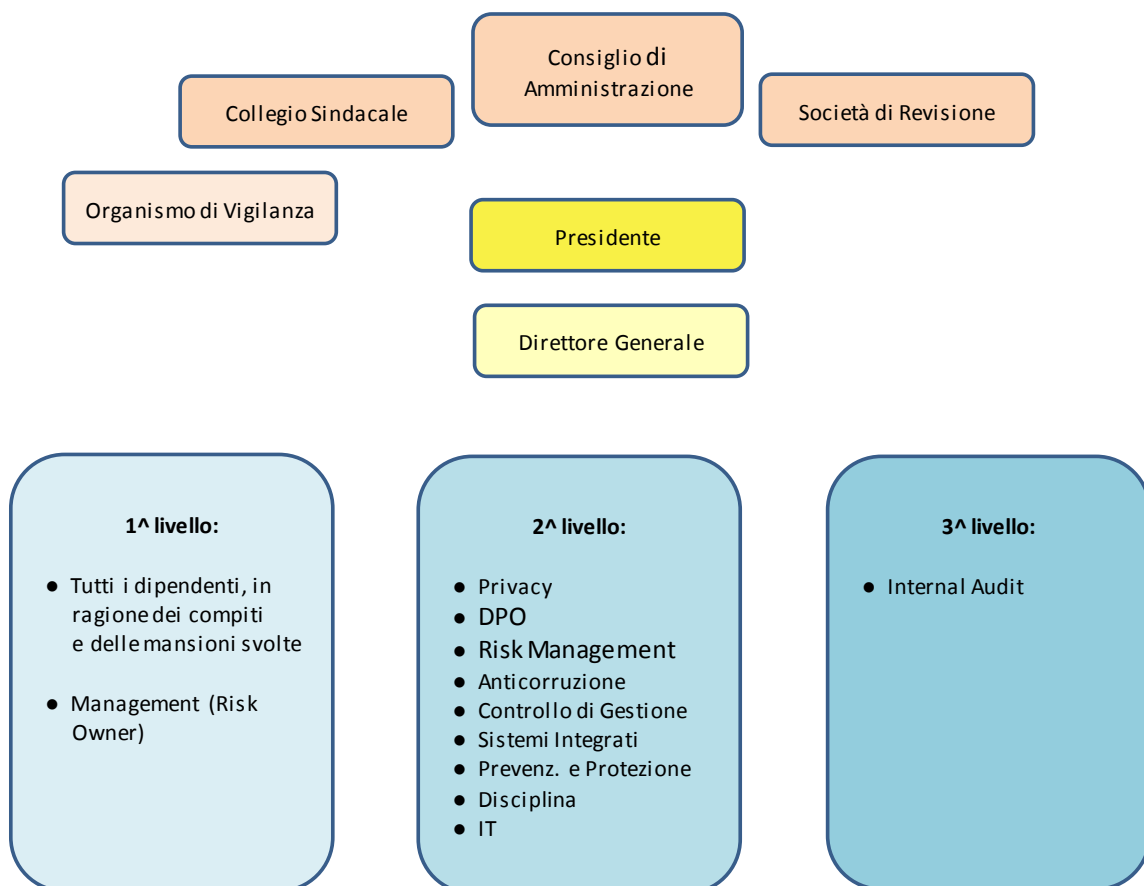 Consiglio di
Amministrazione
Collegio Sindacale
Società di Revisione
Organismo di Vigilanza
Presidente
Direttore Generale
1^ livello:
● Tutti i dipendenti, in
ragione dei compiti
e delle mansioni svolte
● Management (Risk
Owner)
2^ livello:
● Privacy
● DPO
● Risk Management
● Anticorruzione
● Controllo di Gestione
● Sistemi Integrati
● Prevenz. e Protezione
● Disciplina
● IT
3^ livello:
● Internal Audit